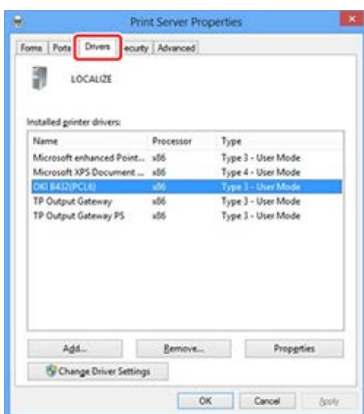 Print Server Properties
Forms Ports Drivers ecurity Advanced
LOCALIZE
Installed printer drivers:
Name Processor Type
Microsoft enhanced Point... x86 Type 3 - User Mode
Microsoft XPS Document ... x86 Type 4 - User Mode
OKI B432(PCL6) x86 Type 3 - User Mode
TP Output Gateway x86 Type 3 - User Mode
TP Output Gateway PS x86 Type 3 - User Mode
Add... Remove... Properties
Change Driver Settings
OK Cancel Apply